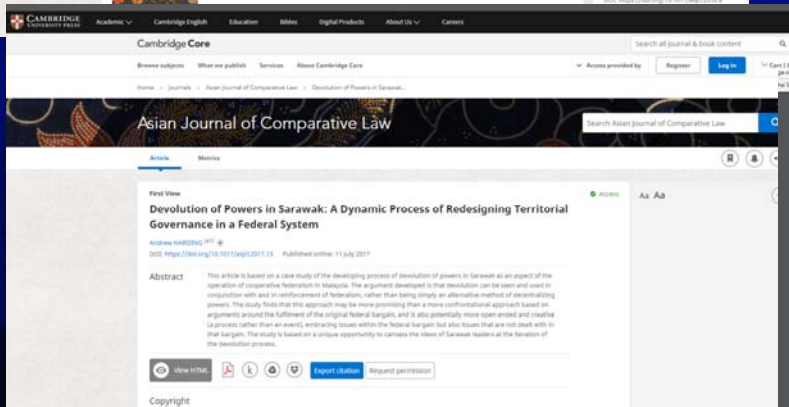 CAMBRIDGE
UNIVERSITY PRESS
Academic
Cambridge English
Education
Bibles
Digital Products
About Us
Careers
Cambridge Core
Search all journal & book content
Browse subjects
What we publish
Services
About Cambridge Core
Access provided by
Register
Log in
Cart
Home > Journals > Asian Journal of Comparative Law > Devolution of Powers in Sarawak...
Asian Journal of Comparative Law
Search Asian Journal of Comparative Law
Article
Metrics
First View
Access
Aa Aa
Devolution of Powers in Sarawak: A Dynamic Process of Redesigning Territorial
Governance in a Federal System
Andrew HARDING
DOI: https://doi.org/10.1017/asjcl.2017.13 Published online: 11 July 2017
Abstract
This article is based on a case study of the developing process of devolution of powers in Sarawak as an aspect of the
operation of cooperative federalism in Malaysia. The argument developed is that devolution can be seen and used in
conjunction with and in reinforcement of federalism, rather than being simply an alternative method of decentralizing
powers. The study finds that this approach may be more promising than a more confrontational approach based on
arguments around the fulfilment of the original federal bargain, and is also potentially more open-ended and creative
(a process rather than an event), embracing issues within the federal bargain but also issues that are not dealt with in
that bargain. The study is based on a unique opportunity to canvass the views of Sarawak leaders at the iteration of
the devolution process.
View HTML
Export citation
Request permission
Copyright